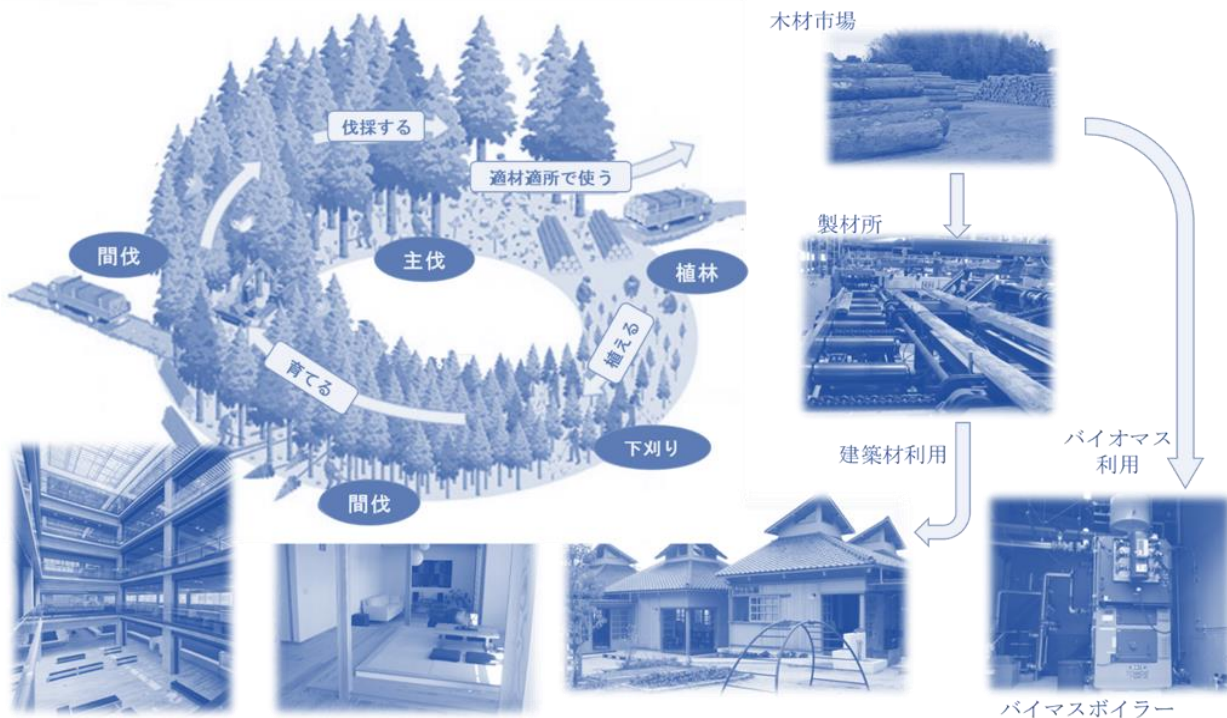 木材市場
伐採する
適材適所で使う
製材所
間伐
主伐
植林
植える
育てる
下刈り
間伐
建築材利用
バイオマス
利用
バイマスボイラー